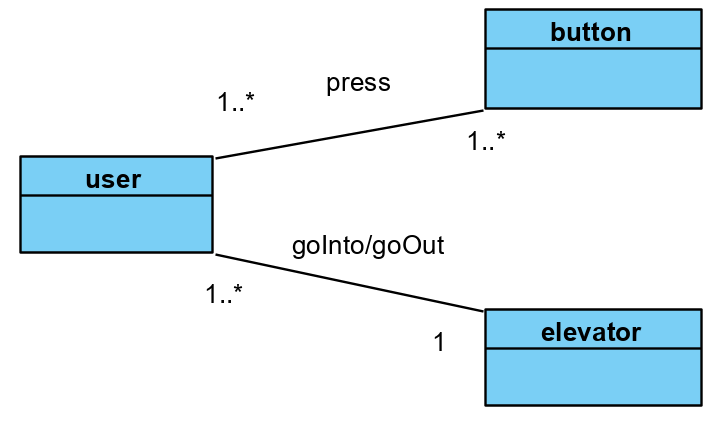 button
press
1..*
1..*
user
goInto/goOut
1..*
1
elevator